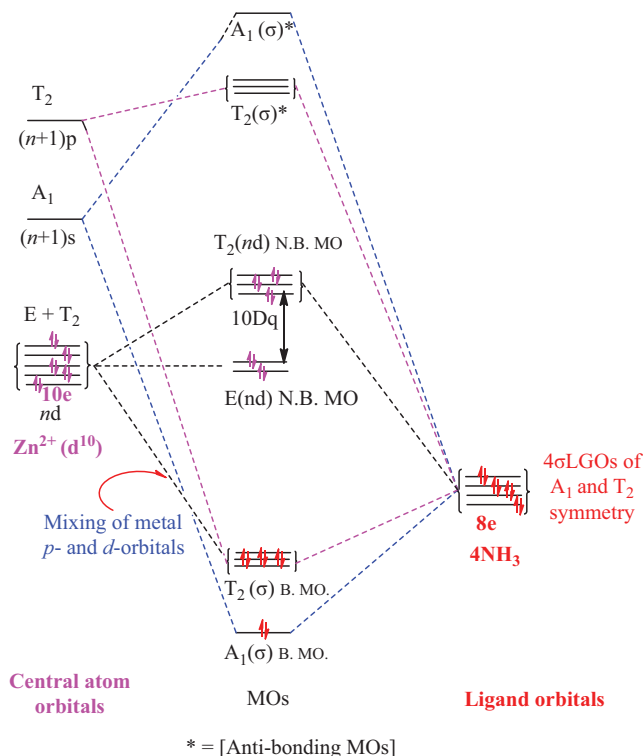 A₁(σ)*
T₂
(n+1)p
T₂(σ)*
A₁
(n+1)s
T₂(nd) N.B. MO
E + T₂
10Dq
10e
nd
E(nd) N.B. MO
Zn²⁺ (d¹⁰)
4σLGOs of
A₁ and T₂
symmetry
8e
4NH₃
Mixing of metal
p- and d-orbitals
T₂ (σ) B. MO.
A₁(σ) B. MO.
Central atom
orbitals
MOs
Ligand orbitals
* = [Anti-bonding MOs]